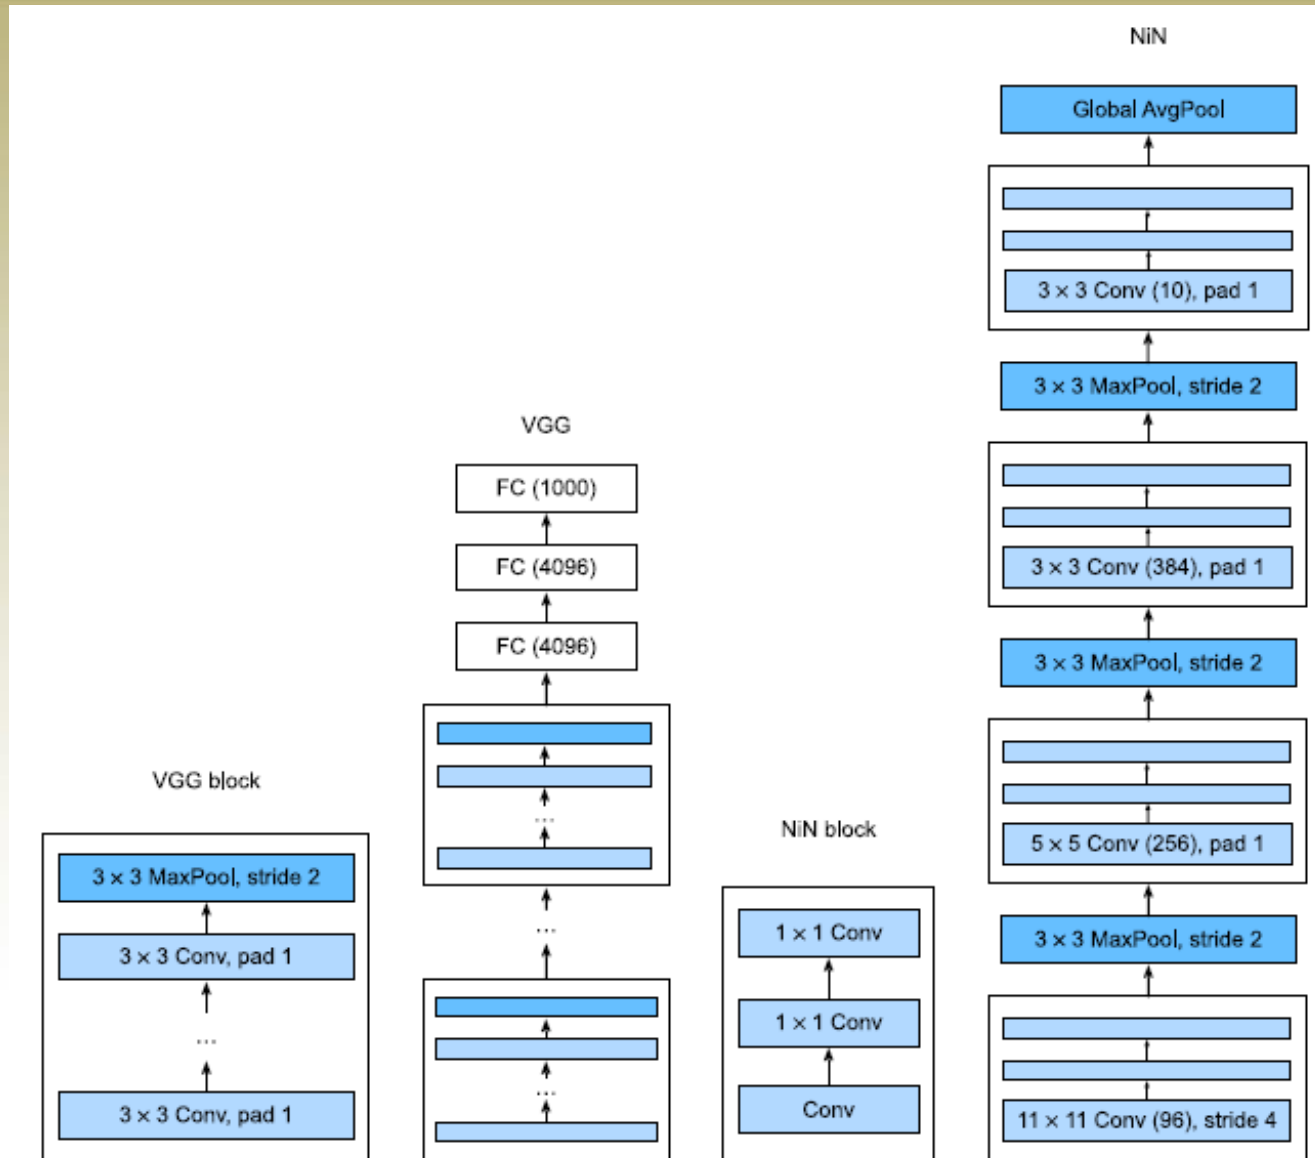 VGG block
3 × 3 MaxPool, stride 2
3 × 3 Conv, pad 1
...
3 × 3 Conv, pad 1
VGG
FC (1000)
FC (4096)
FC (4096)
...
...
...
NiN block
1 × 1 Conv
1 × 1 Conv
Conv
NiN
Global AvgPool
3 × 3 Conv (10), pad 1
3 × 3 MaxPool, stride 2
3 × 3 Conv (384), pad 1
3 × 3 MaxPool, stride 2
5 × 5 Conv (256), pad 1
3 × 3 MaxPool, stride 2
11 × 11 Conv (96), stride 4